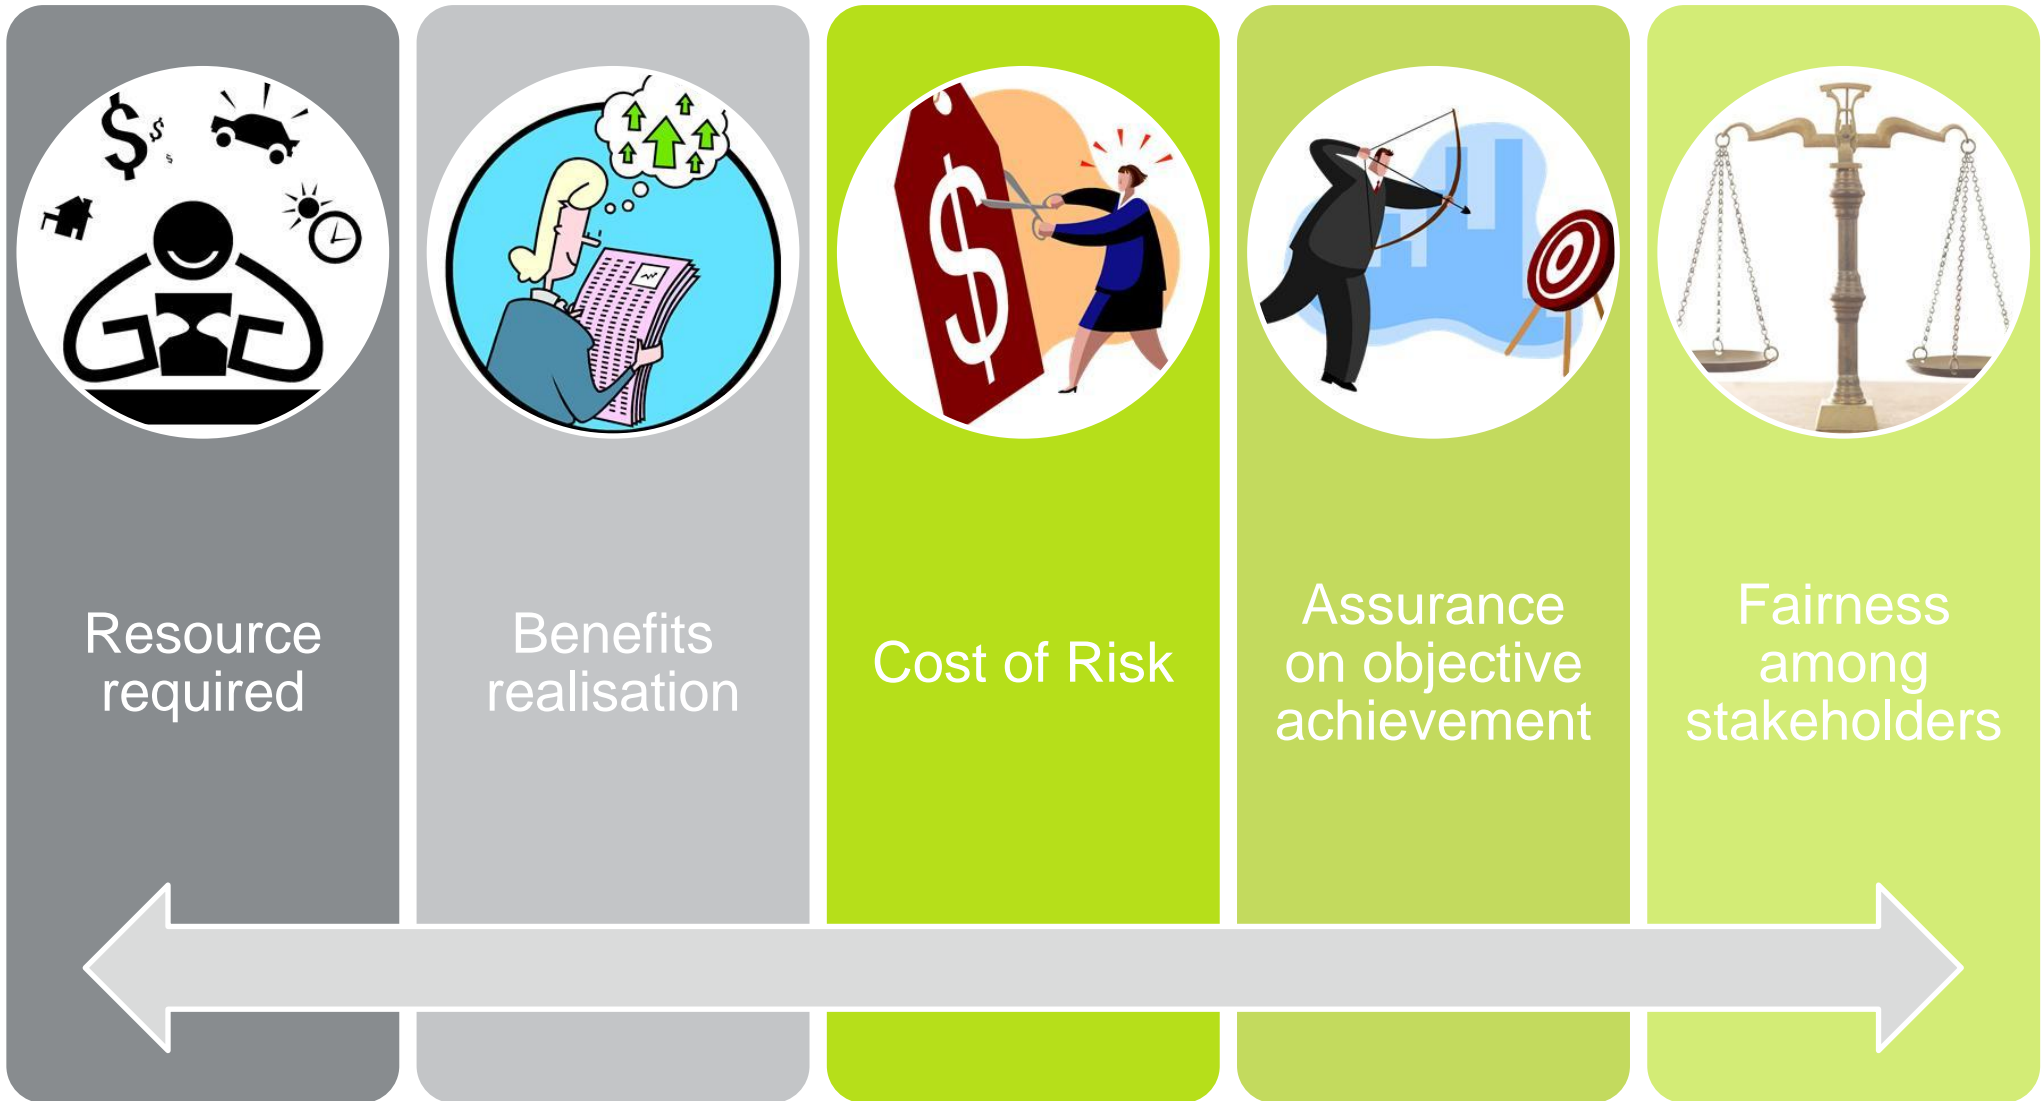 Resource
required
Benefits
realisation
Cost of Risk
Assurance
on objective
achievement
Fairness
among
stakeholders